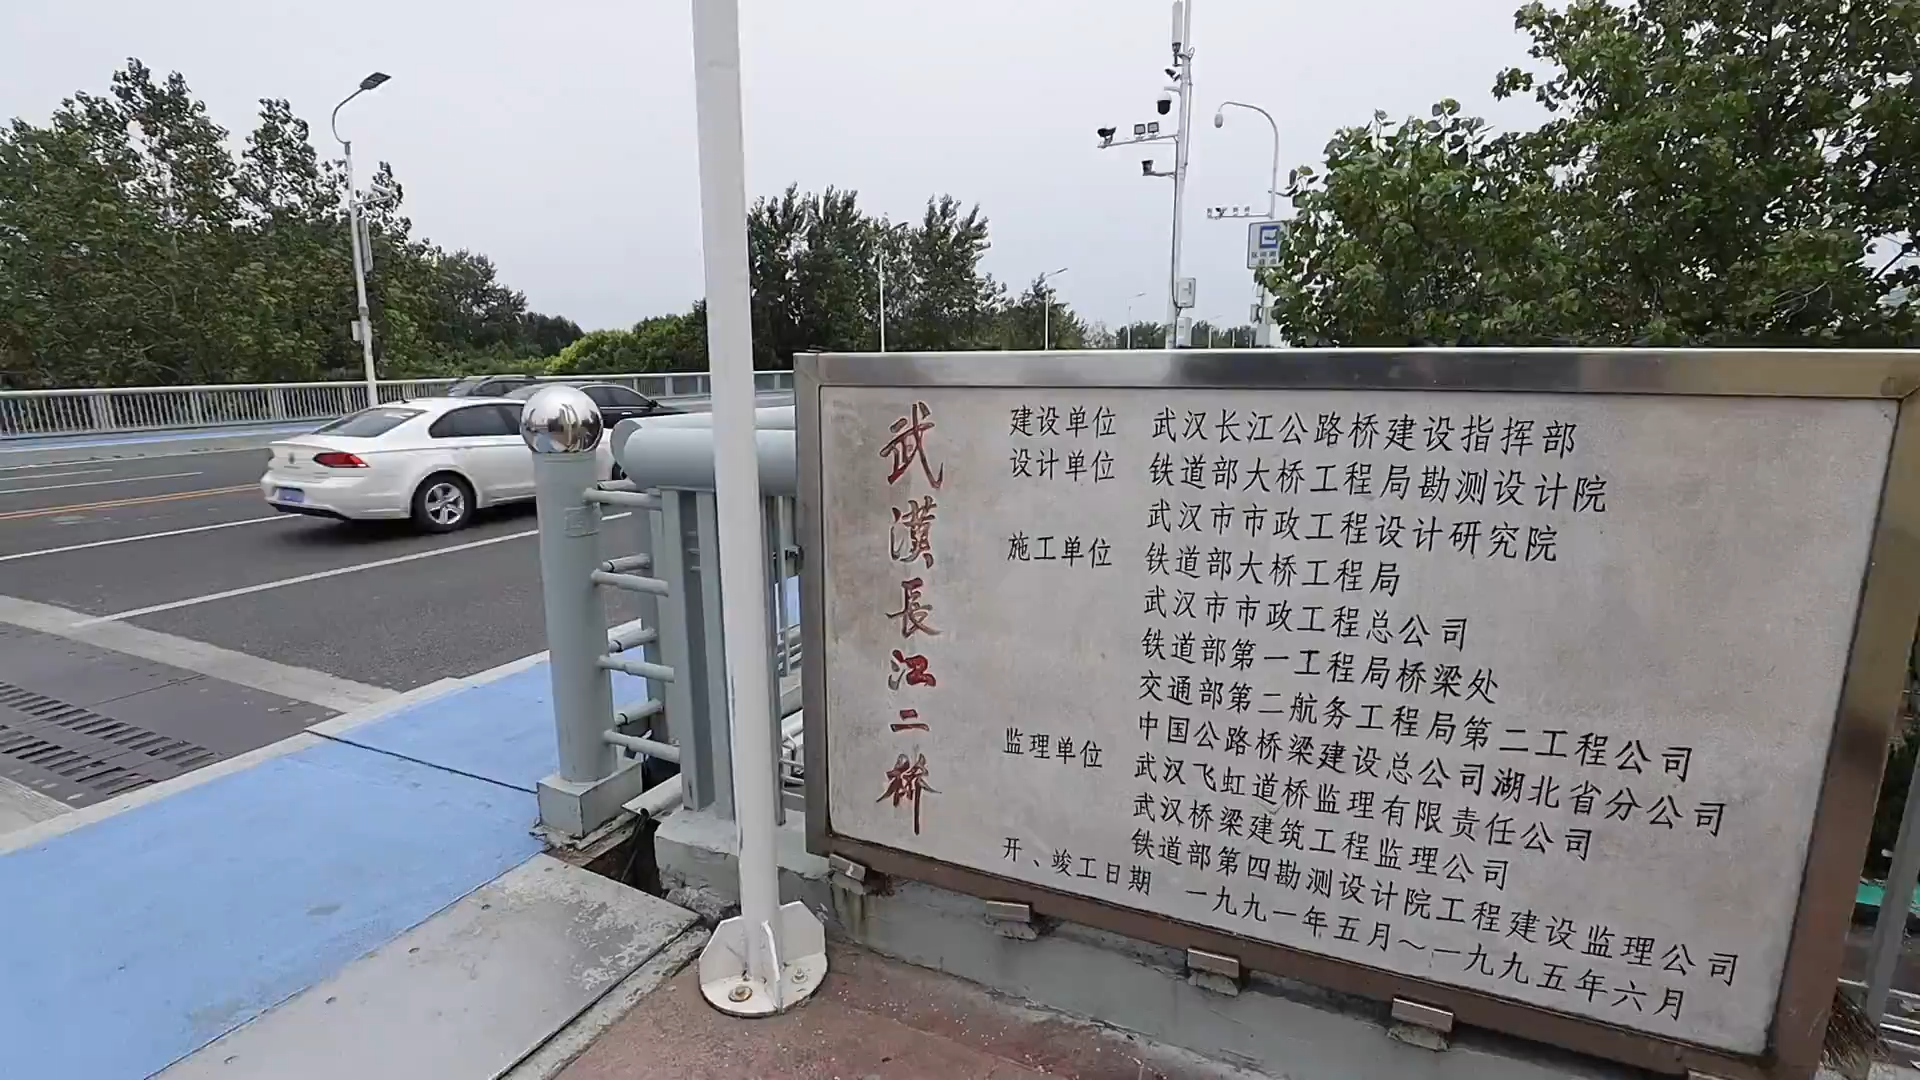 武漢長江二桥
建设单位 武汉长江公路桥建设指挥部
设计单位 铁道部大桥工程局勘测设计院
武汉市市政工程设计研究院
施工单位 铁道部大桥工程局
武汉市市政工程总公司
铁道部第一工程局桥梁处
交通部第二航务工程局第二工程公司
中国公路桥梁建设总公司湖北省分公司
监理单位 武汉飞虹道桥监理有限责任公司
武汉桥梁建筑工程监理公司
铁道部第四勘测设计院工程建设监理公司
开、竣工日期 一九九一年五月～一九九五年六月